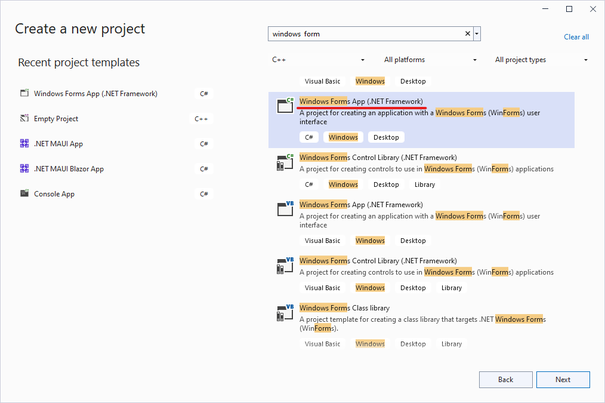 Create a new project
windows form
Clear all
C++
All platforms
All project types
Recent project templates
Windows Forms App (.NET Framework)
C#
Empty Project
C++
.NET MAUI App
C#
.NET MAUI Blazor App
C#
Console App
C#
Visual Basic Windows Desktop
Windows Forms App (.NET Framework)
A project for creating an application with a Windows Forms (WinForms) user
interface
C# Windows Desktop
Windows Forms Control Library (.NET Framework)
A project for creating controls to use in Windows Forms (WinForms) applications
C# Windows Desktop Library
Windows Forms App (.NET Framework)
A project for creating an application with a Windows Forms (WinForms) user
interface
Visual Basic Windows Desktop
Windows Forms Control Library (.NET Framework)
A project for creating controls to use in Windows Forms (WinForms) applications
Visual Basic Windows Desktop Library
Windows Forms Class library
A project template for creating a class library that targets .NET Windows Forms
(WinForms).
Visual Basic Windows Desktop Library
Back
Next